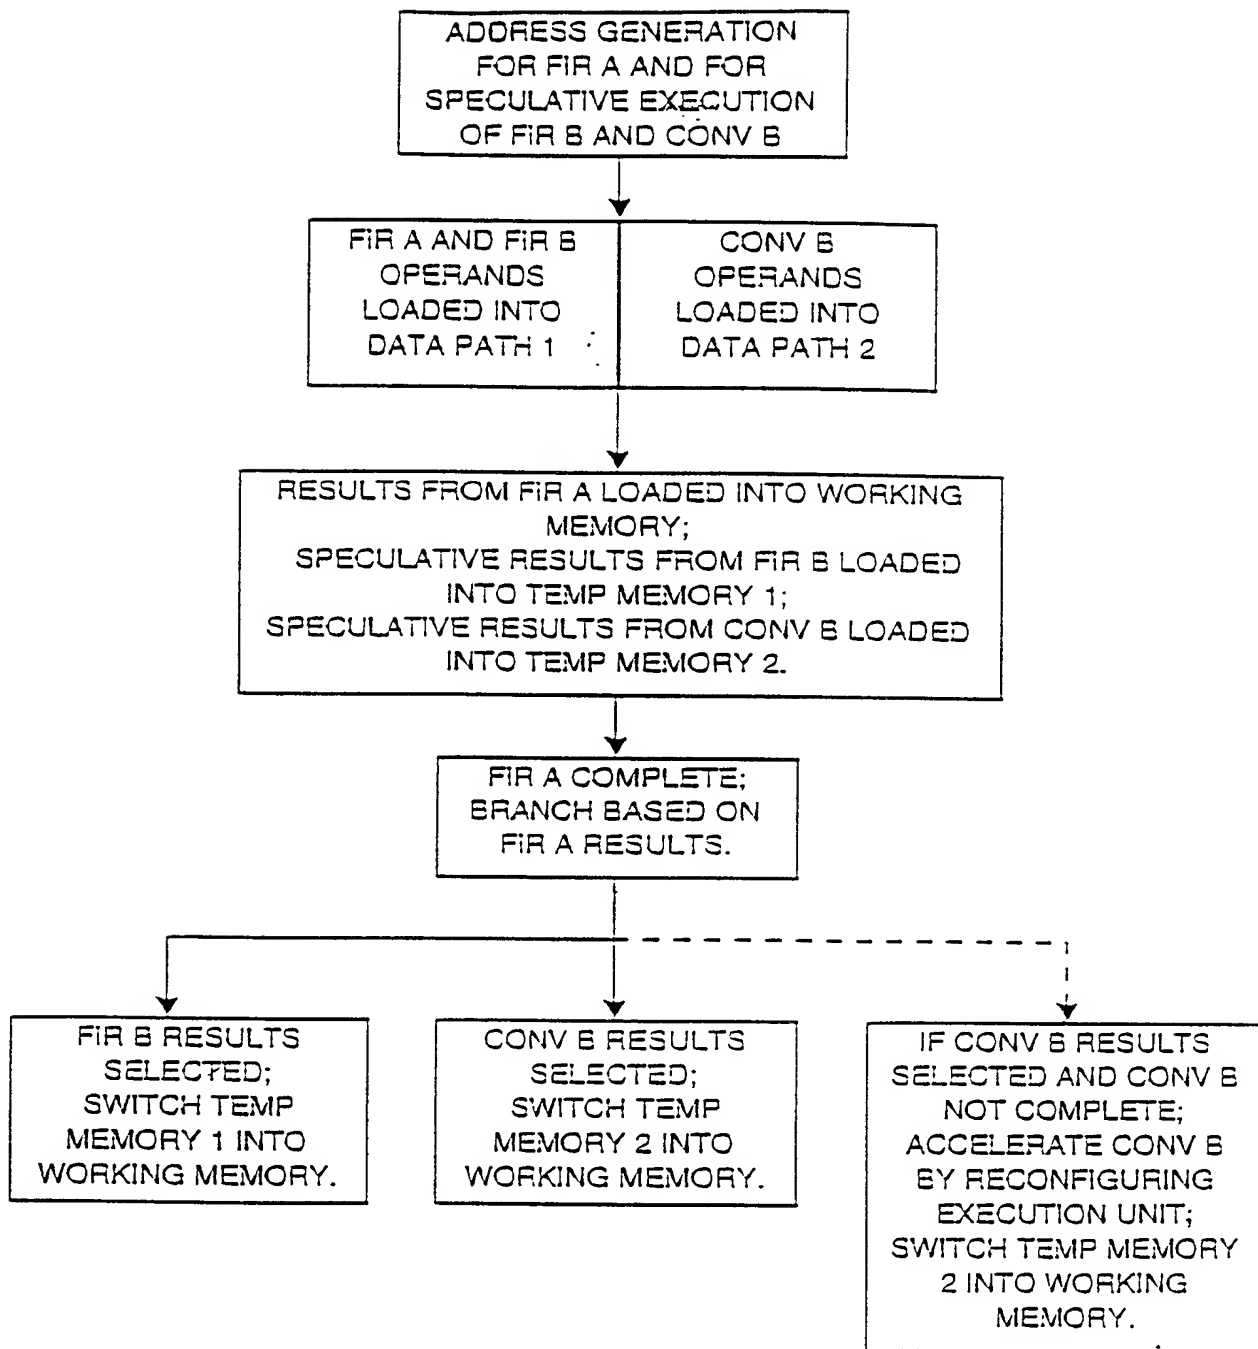 ADDRESS GENERATION
FOR FIR A AND FOR
SPECULATIVE EXECUTION
OF FIR B AND CONV B
FIR A AND FIR B
OPERANDS
LOADED INTO
DATA PATH 1
CONV B
OPERANDS
LOADED INTO
DATA PATH 2
RESULTS FROM FIR A LOADED INTO WORKING
MEMORY;
SPECULATIVE RESULTS FROM FIR B LOADED
INTO TEMP MEMORY 1;
SPECULATIVE RESULTS FROM CONV B LOADED
INTO TEMP MEMORY 2.
FIR A COMPLETE;
BRANCH BASED ON
FIR A RESULTS.
FIR B RESULTS
SELECTED;
SWITCH TEMP
MEMORY 1 INTO
WORKING MEMORY.
CONV B RESULTS
SELECTED;
SWITCH TEMP
MEMORY 2 INTO
WORKING MEMORY.
IF CONV B RESULTS
SELECTED AND CONV B
NOT COMPLETE;
ACCELERATE CONV B
BY RECONFIGURING
EXECUTION UNIT;
SWITCH TEMP MEMORY
2 INTO WORKING
MEMORY.